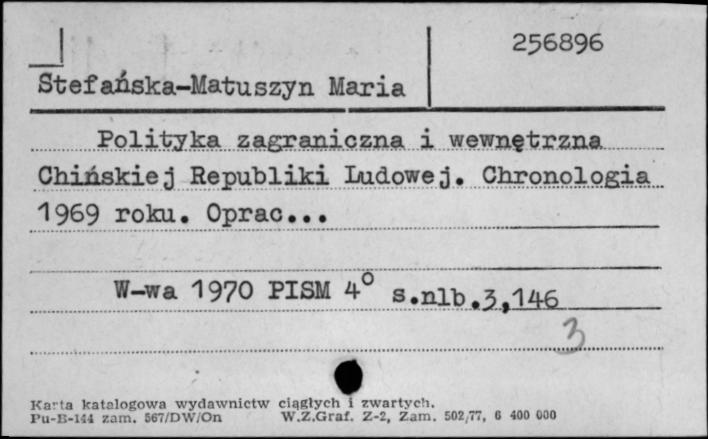 256896
Stefańska-Matuszyn Maria
Polityka zagraniczna i wewnętrzna
Chińskiej Republiki Ludowej. Chronologia
1969 roku. Oprac...
W-wa 1970 PISM 4° s.nlb.3,146
3
Karta katalogowa wydawnictw ciągłych i zwartych.
Pu-B-144 zam. 567/DW/On W.Z.Graf. Z-2, Zam. 502/77, 6 400 000